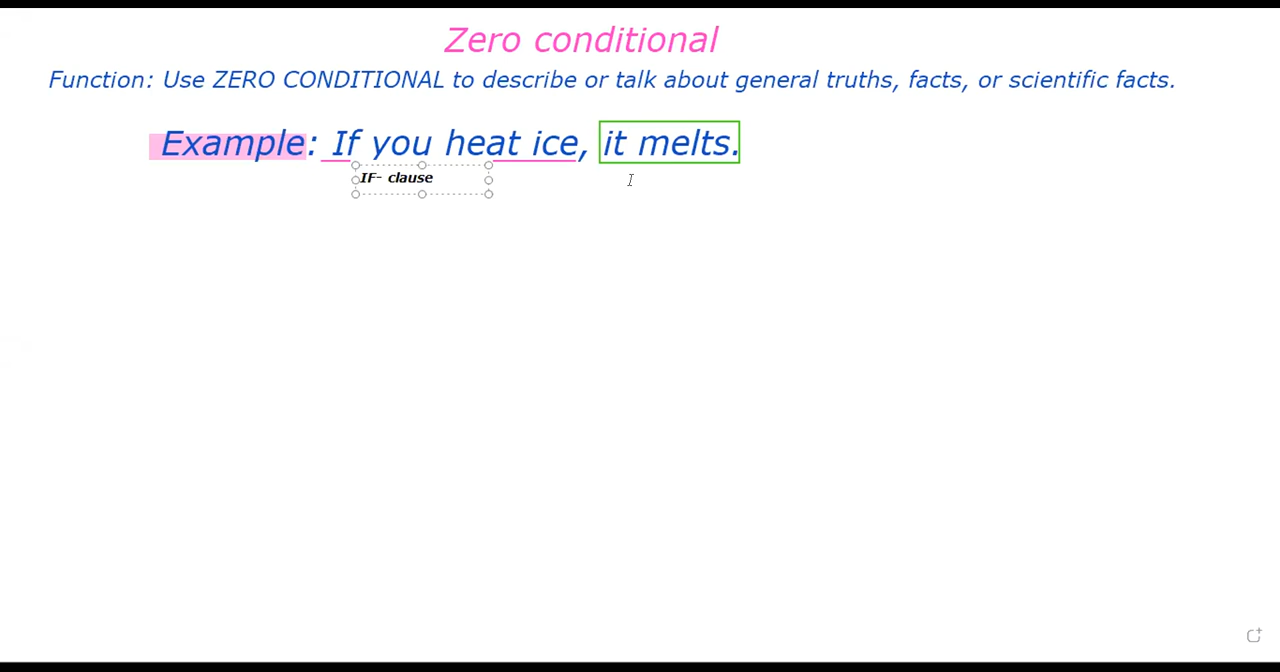 Zero conditional
Function: Use ZERO CONDITIONAL to describe or talk about general truths, facts, or scientific facts.
Example: If you heat ice, it melts.
IF- clause